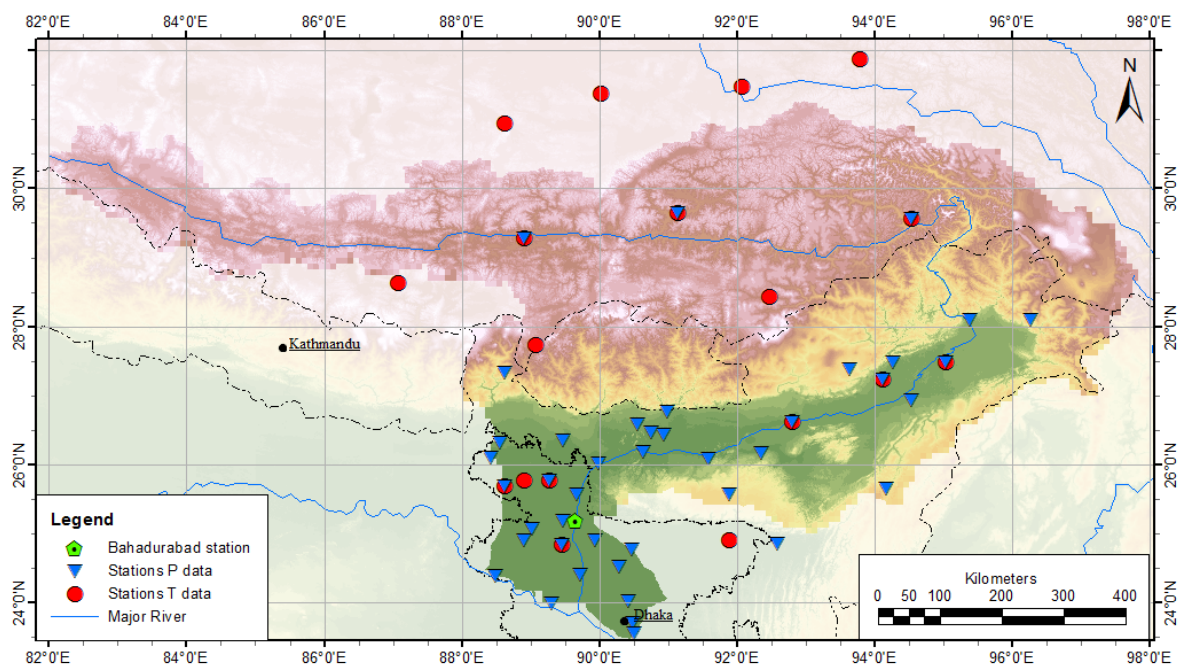 82°0'E 84°0'E 86°0'E 88°0'E 90°0'E 92°0'E 94°0'E 96°0'E 98°0'E
N
30°0'N 30°0'N
28°0'N 28°0'N
Kathmandu
26°0'N 26°0'N
Legend
Bahadurabad station
Stations P data
Stations T data
Major River
Kilometers
0 50 100 200 300 400
24°0'N 24°0'N
Dhaka
82°0'E 84°0'E 86°0'E 88°0'E 90°0'E 92°0'E 94°0'E 96°0'E 98°0'E